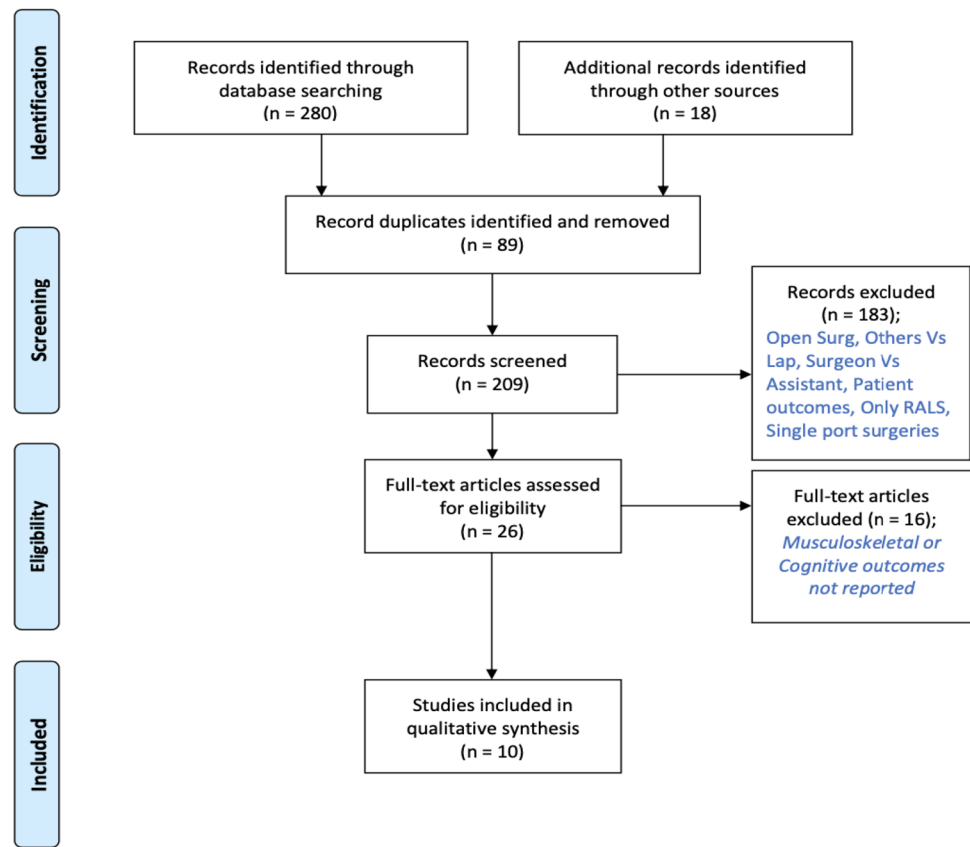 Identification
Records identified through
database searching
(n = 280)
Additional records identified
through other sources
(n = 18)
Record duplicates identified and removed
(n = 89)
Screening
Records screened
(n = 209)
Records excluded
(n = 183);
Open Surg, Others Vs
Lap, Surgeon Vs
Assistant, Patient
outcomes, Only RALS,
Single port surgeries
Eligibility
Full-text articles assessed
for eligibility
(n = 26)
Full-text articles
excluded (n = 16);
Musculoskeletal or
Cognitive outcomes
not reported
Included
Studies included in
qualitative synthesis
(n = 10)